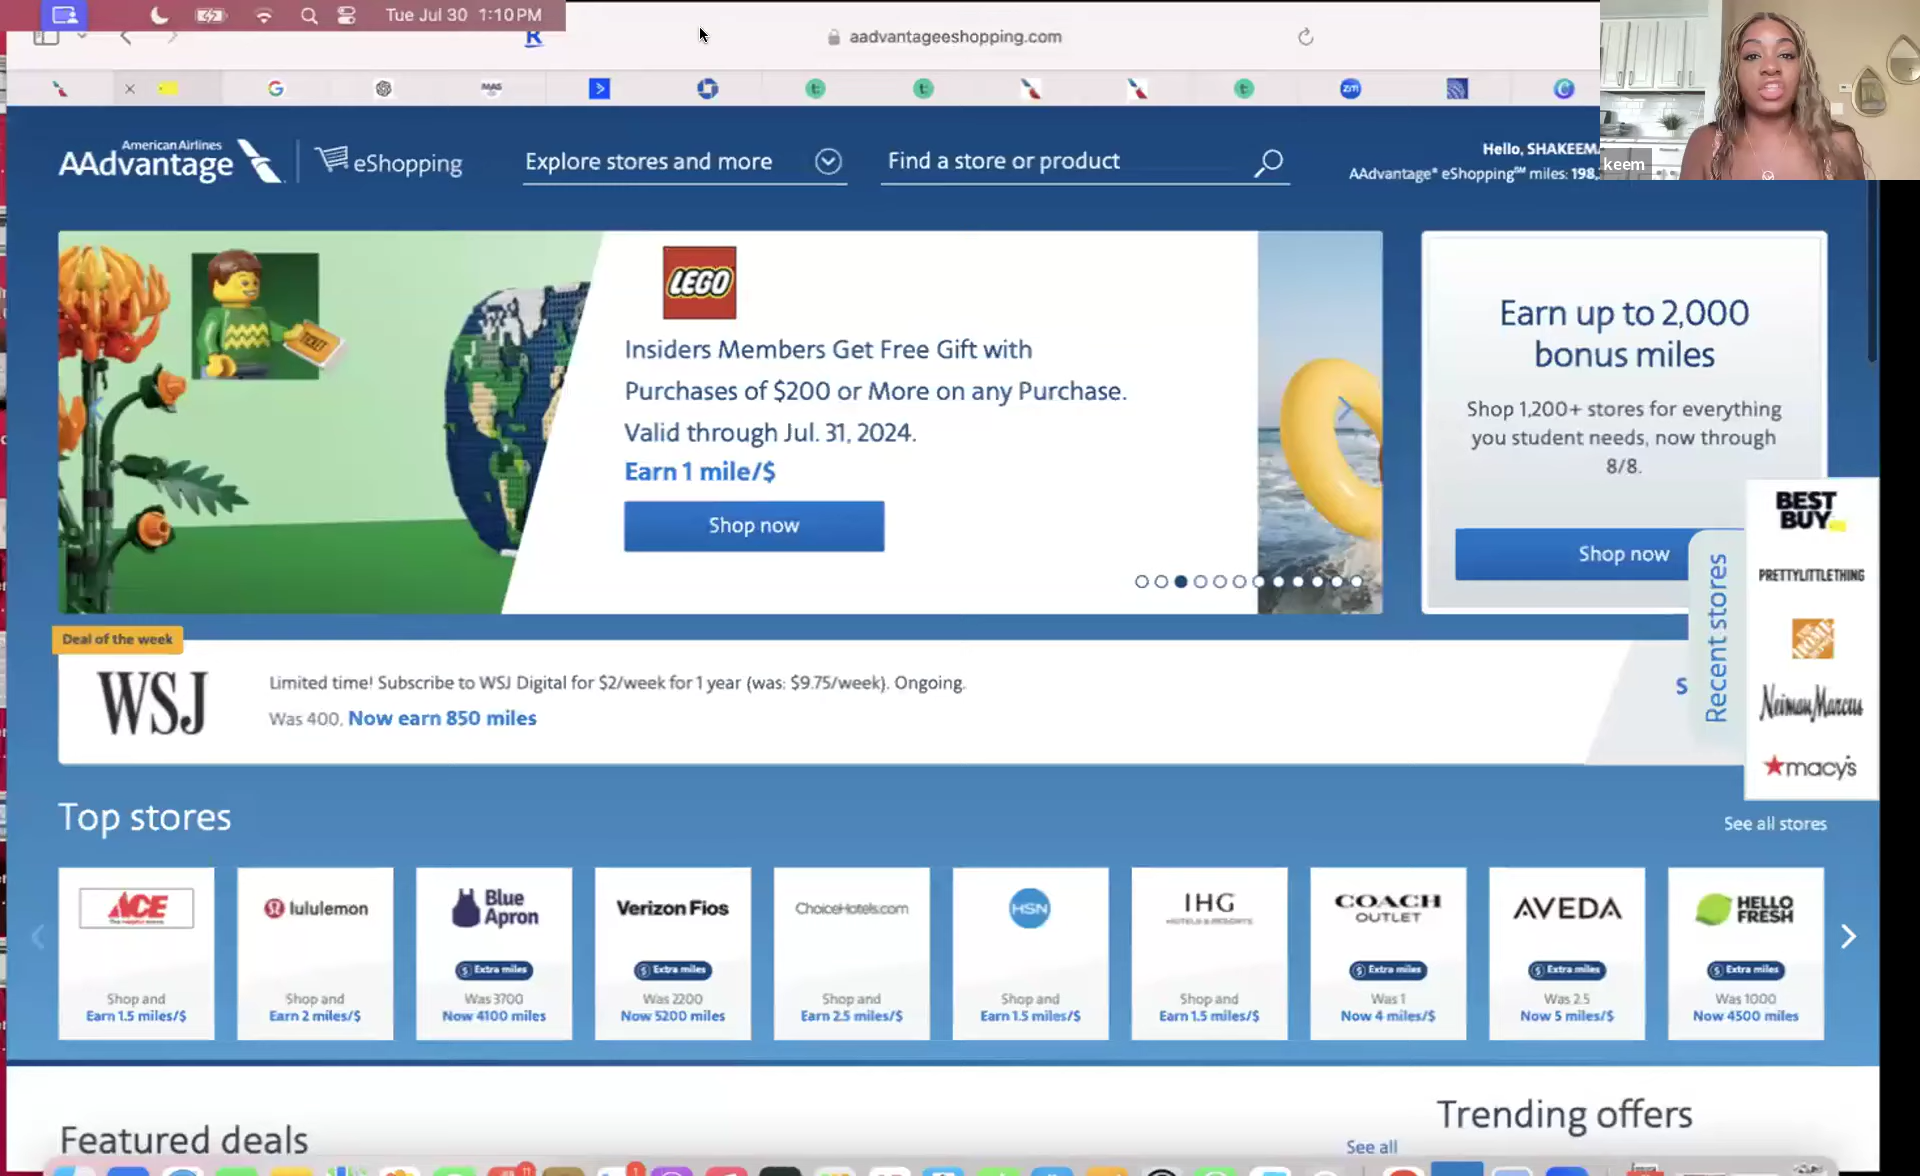 Tue Jul 30 1:10 PM
aadvantageeshopping.com
American Airlines
AAdvantage
eShopping
Explore stores and more
Find a store or product
Hello, SHAKEEMA
AAdvantage® eShopping℠ miles: 198,
keem
LEGO
TICKET
Insiders Members Get Free Gift with
Purchases of $200 or More on any Purchase.
Valid through Jul. 31, 2024.
Earn 1 mile/$
Shop now
Earn up to 2,000
bonus miles
Shop 1,200+ stores for everything
you student needs, now through
8/8.
Shop now
Recent stores
BEST
BUY
PRETTYLITTLETHING
THE HOME DEPOT
Neiman Marcus
macy's
Deal of the week
WSJ
Limited time! Subscribe to WSJ Digital for $2/week for 1 year (was: $9.75/week). Ongoing.
Was 400, Now earn 850 miles
S
Top stores
See all stores
ACE
The helpful place
Shop and
Earn 1.5 miles/$
lululemon
Shop and
Earn 2 miles/$
Blue
Apron
Extra miles
Was 3700
Now 4100 miles
Verizon Fios
Extra miles
Was 2200
Now 5200 miles
ChoiceHotels.com
Shop and
Earn 2.5 miles/$
HSN
Shop and
Earn 1.5 miles/$
IHG
HOTELS & RESORTS
Shop and
Earn 1.5 miles/$
COACH
OUTLET
Extra miles
Was 1
Now 4 miles/$
AVEDA
Extra miles
Was 2.5
Now 5 miles/$
HELLO
FRESH
Extra miles
Was 1000
Now 4500 miles
Featured deals
See all
Trending offers